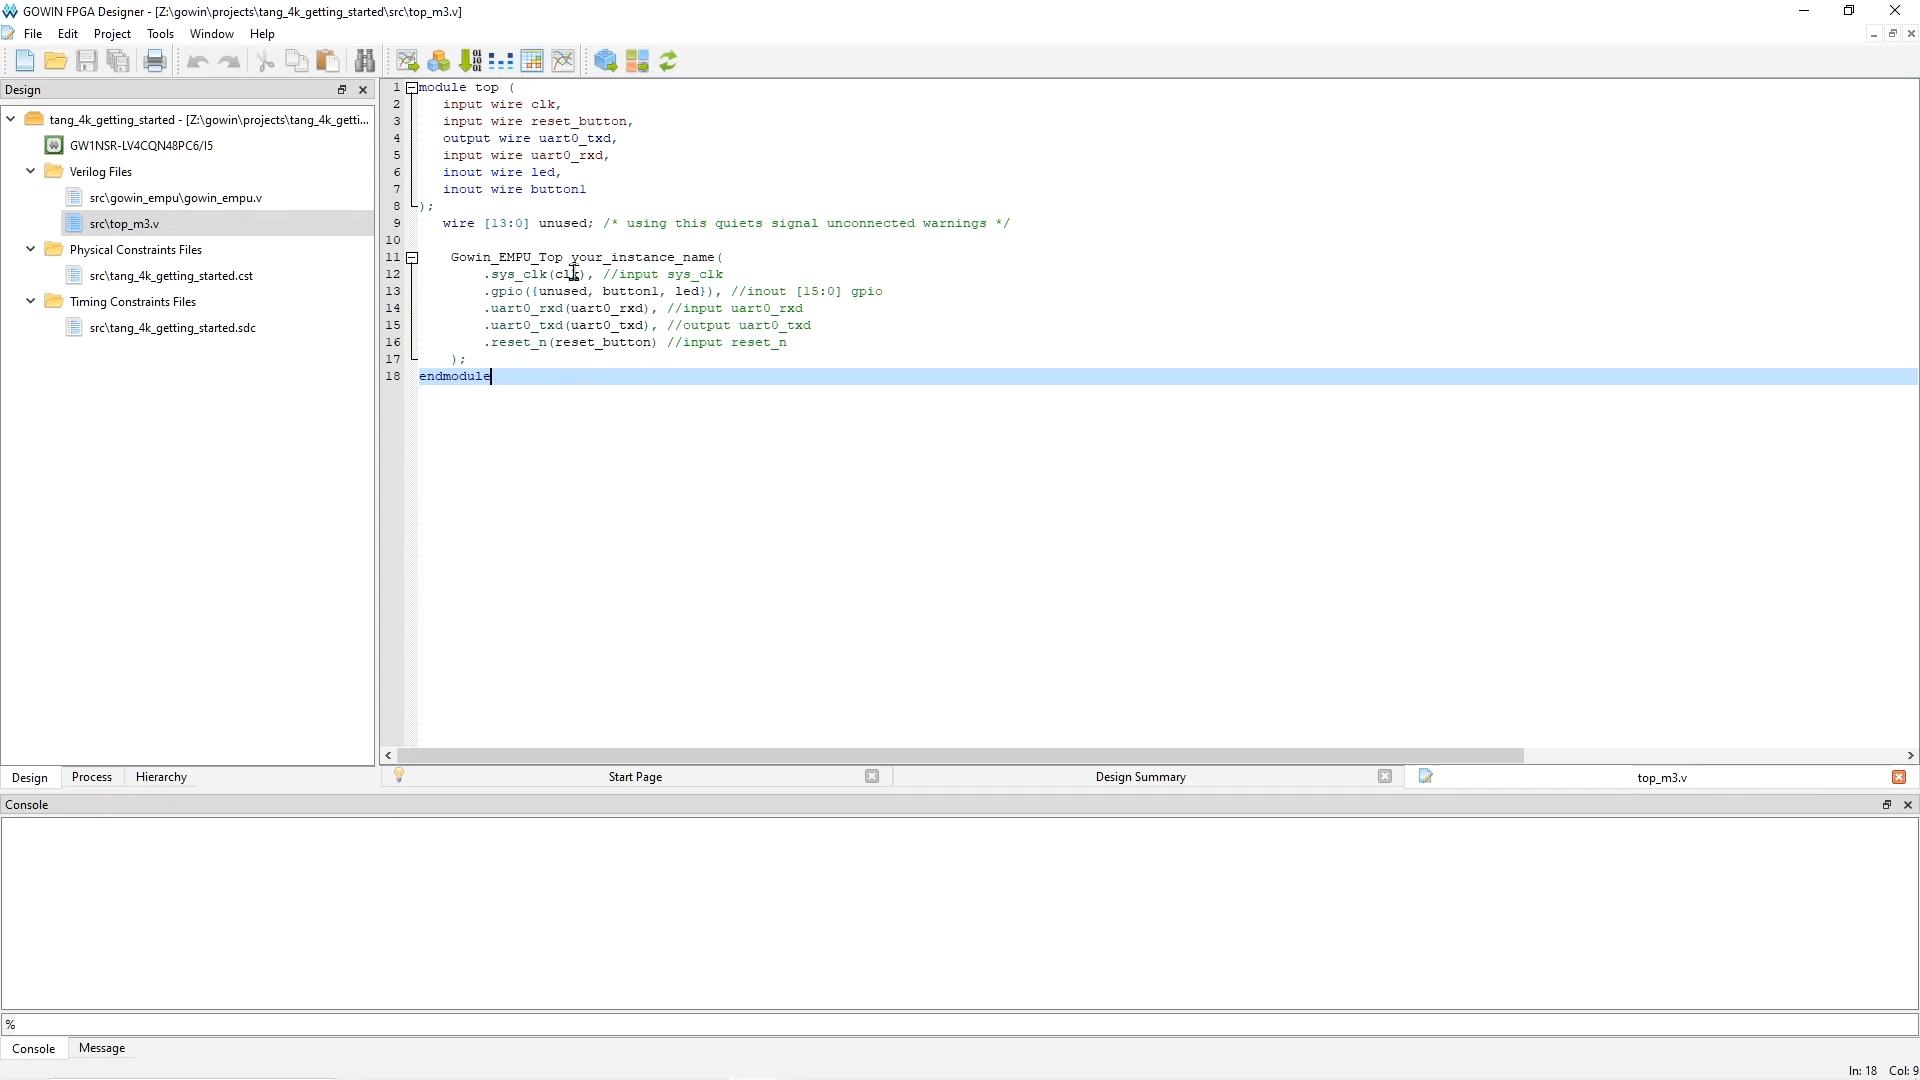 GOWIN FPGA Designer - [Z:\gowin\projects\tang_4k_getting_started\src\top_m3.v]
File Edit Project Tools Window Help
Design
tang_4k_getting_started - [Z:\gowin\projects\tang_4k_getti...
GW1NSR-LV4CQN48PC6/I5
Verilog Files
src\gowin_empu\gowin_empu.v
src\top_m3.v
Physical Constraints Files
src\tang_4k_getting_started.cst
Timing Constraints Files
src\tang_4k_getting_started.sdc
Design Process Hierarchy
1 module top (
2 input wire clk,
3 input wire reset_button,
4 output wire uart0_txd,
5 input wire uart0_rxd,
6 inout wire led,
7 inout wire button1
8 );
9 wire [13:0] unused; /* using this quiets signal unconnected warnings */
10
11 Gowin_EMPU_Top your_instance_name(
12 .sys_clk(clk), //input sys_clk
13 .gpio({unused, button1, led}), //inout [15:0] gpio
14 .uart0_rxd(uart0_rxd), //input uart0_rxd
15 .uart0_txd(uart0_txd), //output uart0_txd
16 .reset_n(reset_button) //input reset_n
17 );
18 endmodule
Start Page Design Summary top_m3.v
Console
%
Console Message
In: 18 Col: 9